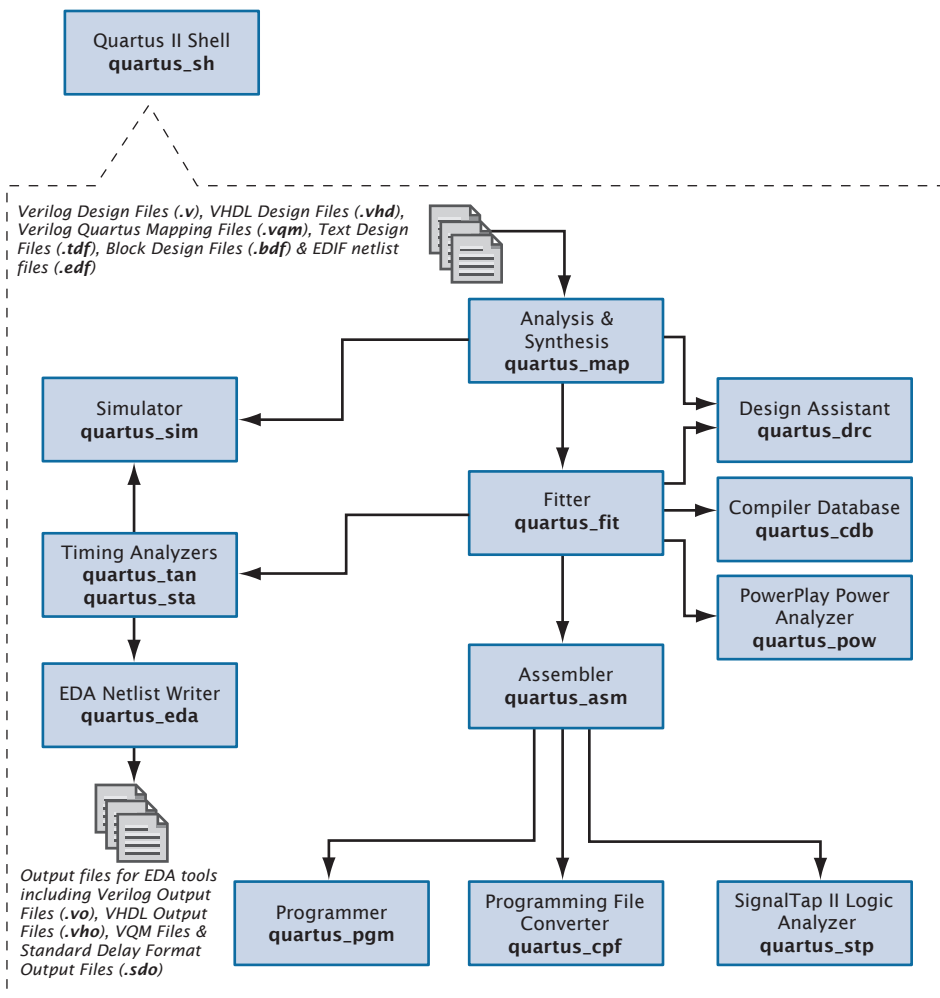 Quartus II Shell
quartus_sh
Verilog Design Files (.v), VHDL Design Files (.vhd),
Verilog Quartus Mapping Files (.vqm), Text Design
Files (.tdf), Block Design Files (.bdf) & EDIF netlist
files (.edf)
Analysis &
Synthesis
quartus_map
Simulator
quartus_sim
Design Assistant
quartus_drc
Fitter
quartus_fit
Compiler Database
quartus_cdb
Timing Analyzers
quartus_tan
quartus_sta
PowerPlay Power
Analyzer
quartus_pow
EDA Netlist Writer
quartus_eda
Assembler
quartus_asm
Output files for EDA tools
including Verilog Output
Files (.vo), VHDL Output
Files (.vho), VQM Files &
Standard Delay Format
Output Files (.sdo)
Programmer
quartus_pgm
Programming File
Converter
quartus_cpf
SignalTap II Logic
Analyzer
quartus_stp